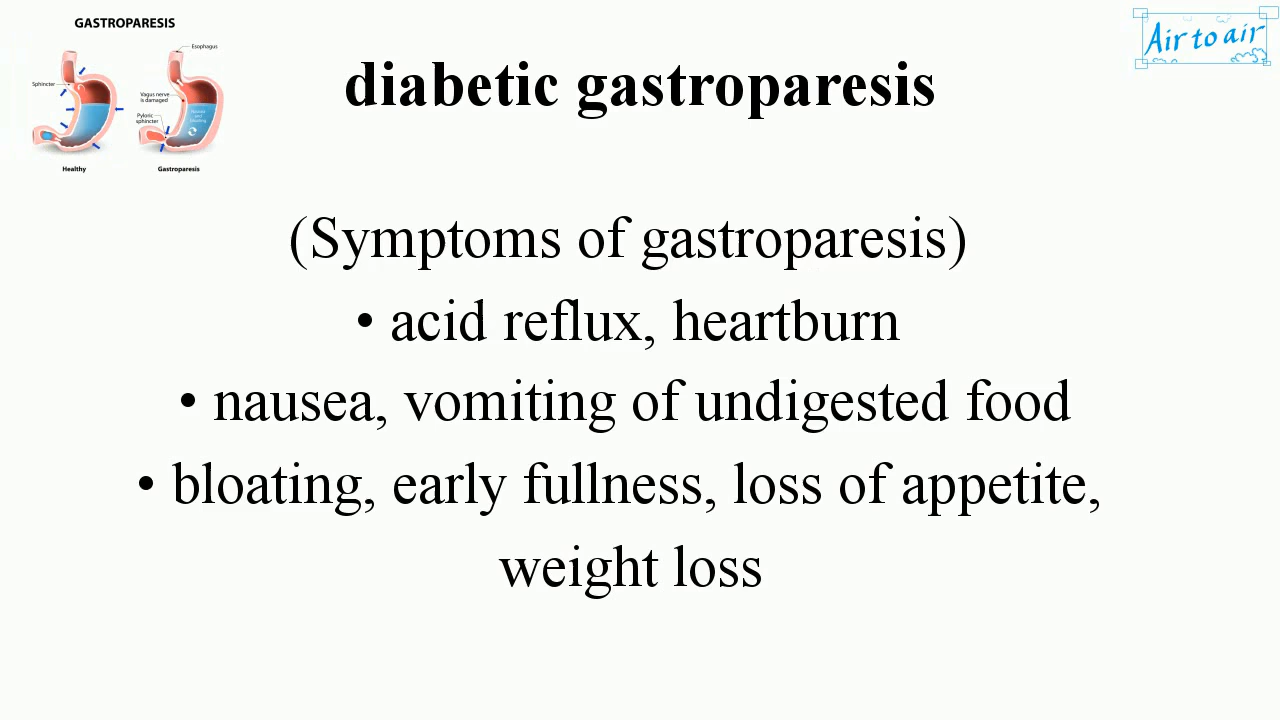 GASTROPARESIS
Esophagus
Sphincter
Vagus nerve
is damaged
Pyloric
sphincter
Healthy
Gastroparesis
Air to air
diabetic gastroparesis
(Symptoms of gastroparesis)
• acid reflux, heartburn
• nausea, vomiting of undigested food
• bloating, early fullness, loss of appetite,
weight loss